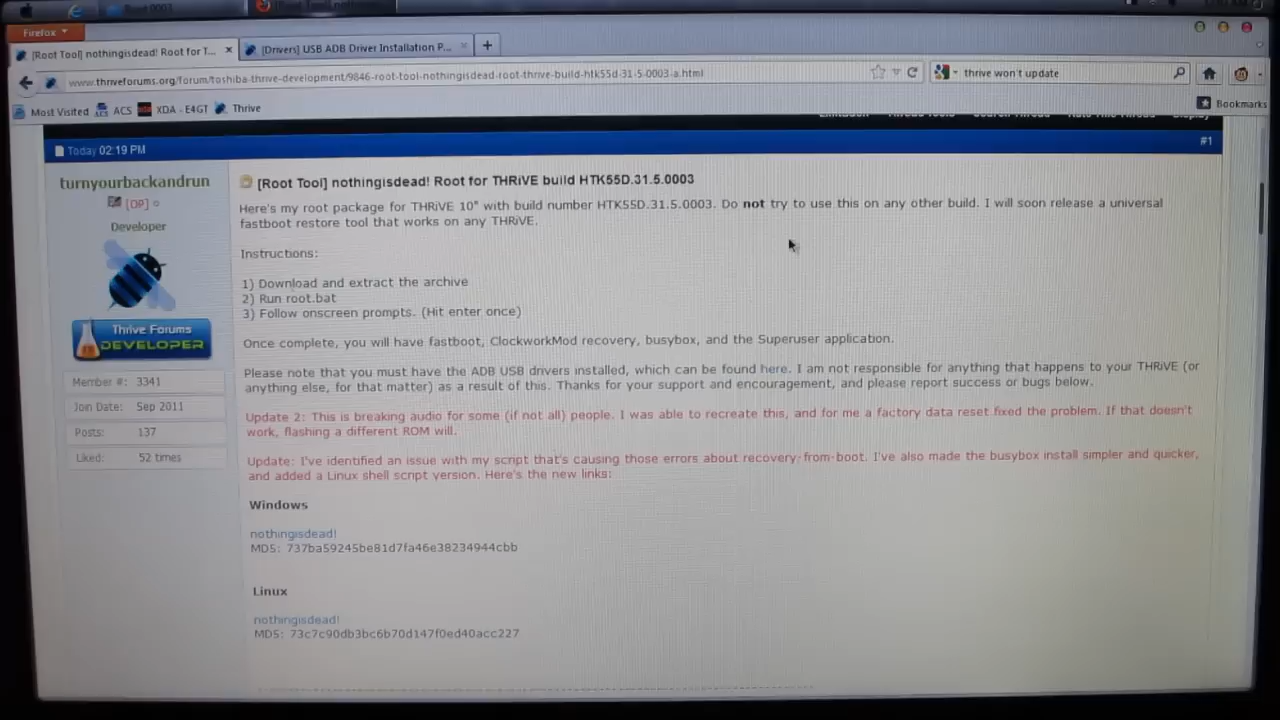 Root 0003
Firefox
[Root Tool] nothingisdead! Root for T...
[Drivers] USB ADB Driver Installation P...
www.thriveforums.org/forum/toshiba-thrive-development/9846-root-tool-nothingisdead-root-thrive-build-htk55d-31-5-0003-a.html
thrive won't update
Most Visited
ACS
XDA - E4GT
Thrive
Bookmarks
Today 02:19 PM
#1
turnyourbackandrun
[OP]
Developer
Thrive Forums
DEVELOPER
Member #: 3341
Join Date: Sep 2011
Posts: 137
Liked: 52 times
[Root Tool] nothingisdead! Root for THRiVE build HTK55D.31.5.0003
Here's my root package for THRiVE 10" with build number HTK55D.31.5.0003. Do not try to use this on any other build. I will soon release a universal
fastboot restore tool that works on any THRiVE.
Instructions:
1) Download and extract the archive
2) Run root.bat
3) Follow onscreen prompts. (Hit enter once)
Once complete, you will have fastboot, ClockworkMod recovery, busybox, and the Superuser application.
Please note that you must have the ADB USB drivers installed, which can be found here. I am not responsible for anything that happens to your THRiVE (or
anything else, for that matter) as a result of this. Thanks for your support and encouragement, and please report success or bugs below.
Update 2: This is breaking audio for some (if not all) people. I was able to recreate this, and for me a factory data reset fixed the problem. If that doesn't
work, flashing a different ROM will.
Update: I've identified an issue with my script that's causing those errors about recovery-from-boot. I've also made the busybox install simpler and quicker,
and added a Linux shell script version. Here's the new links:
Windows
nothingisdead!
MD5: 737ba59245be81d7fa46e38234944cbb
Linux
nothingisdead!
MD5: 73c7c90db3bc6b70d147f0ed40acc227